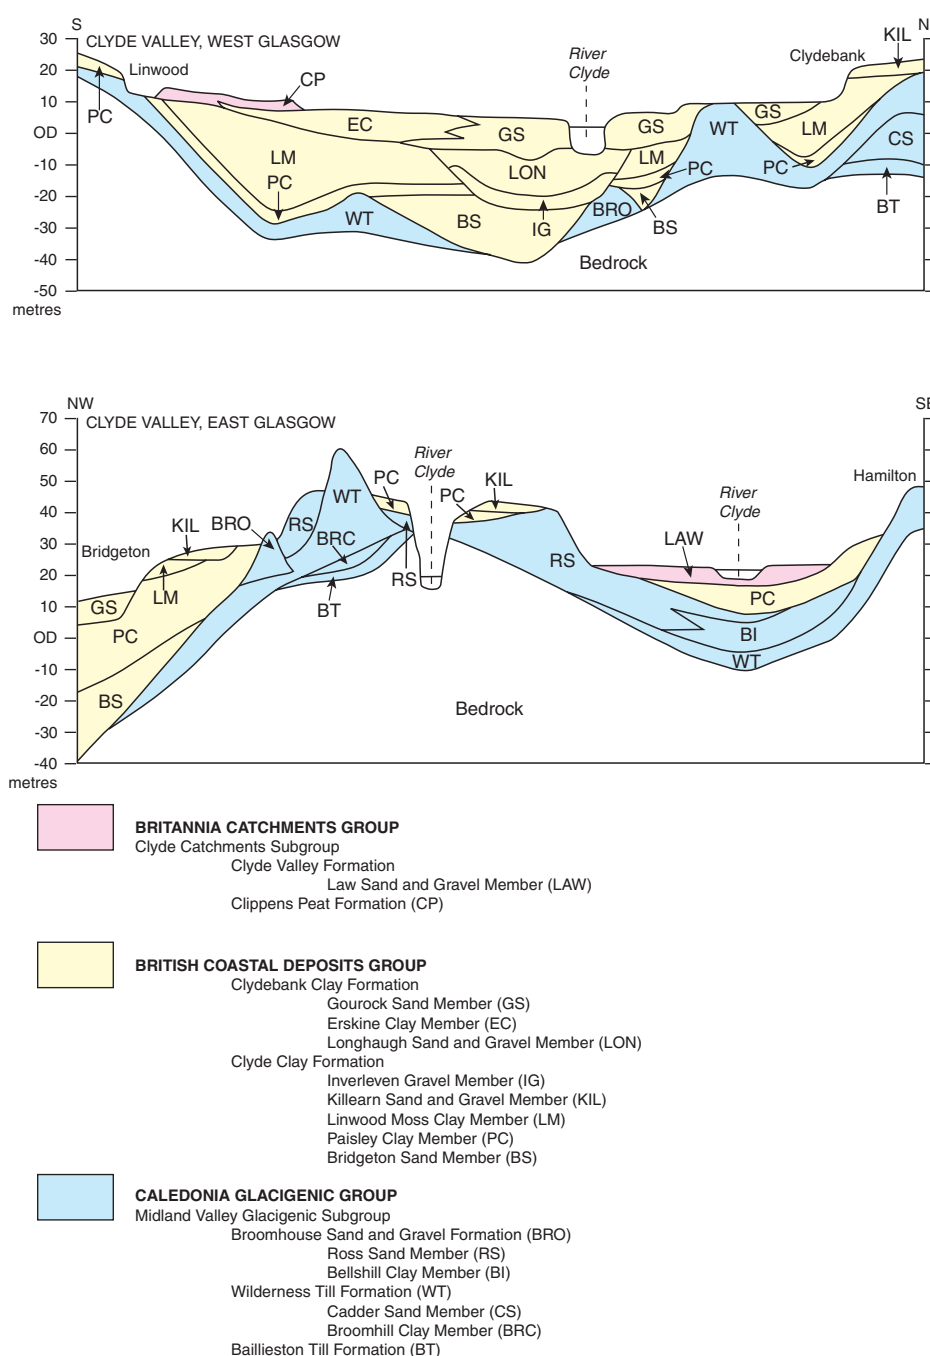 S
N
CLYDE VALLEY, WEST GLASGOW
30
20
10
OD
-10
-20
-30
-40
-50
metres
Linwood
PC
CP
River
Clyde
Clydebank
KIL
EC
GS
GS
GS
WT
LM
CS
LM
LM
PC
LON
PC
PC
WT
BS
IG
BRO
BS
BT
Bedrock
NW
SE
CLYDE VALLEY, EAST GLASGOW
70
60
50
40
30
20
10
OD
-10
-20
-30
-40
metres
River
Clyde
Hamilton
PC
PC
KIL
WT
River
Clyde
Bridgeton
KIL
BRO
RS
BRC
LAW
RS
RS
GS
LM
BT
PC
PC
BI
WT
BS
Bedrock
BRITANNIA CATCHMENTS GROUP
Clyde Catchments Subgroup
Clyde Valley Formation
Law Sand and Gravel Member (LAW)
Clippens Peat Formation (CP)
BRITISH COASTAL DEPOSITS GROUP
Clydebank Clay Formation
Gourock Sand Member (GS)
Erskine Clay Member (EC)
Longhaugh Sand and Gravel Member (LON)
Clyde Clay Formation
Inverleven Gravel Member (IG)
Killearn Sand and Gravel Member (KIL)
Linwood Moss Clay Member (LM)
Paisley Clay Member (PC)
Bridgeton Sand Member (BS)
CALEDONIA GLACIGENIC GROUP
Midland Valley Glacigenic Subgroup
Broomhouse Sand and Gravel Formation (BRO)
Ross Sand Member (RS)
Bellshill Clay Member (BI)
Wilderness Till Formation (WT)
Cadder Sand Member (CS)
Broomhill Clay Member (BRC)
Baillieston Till Formation (BT)